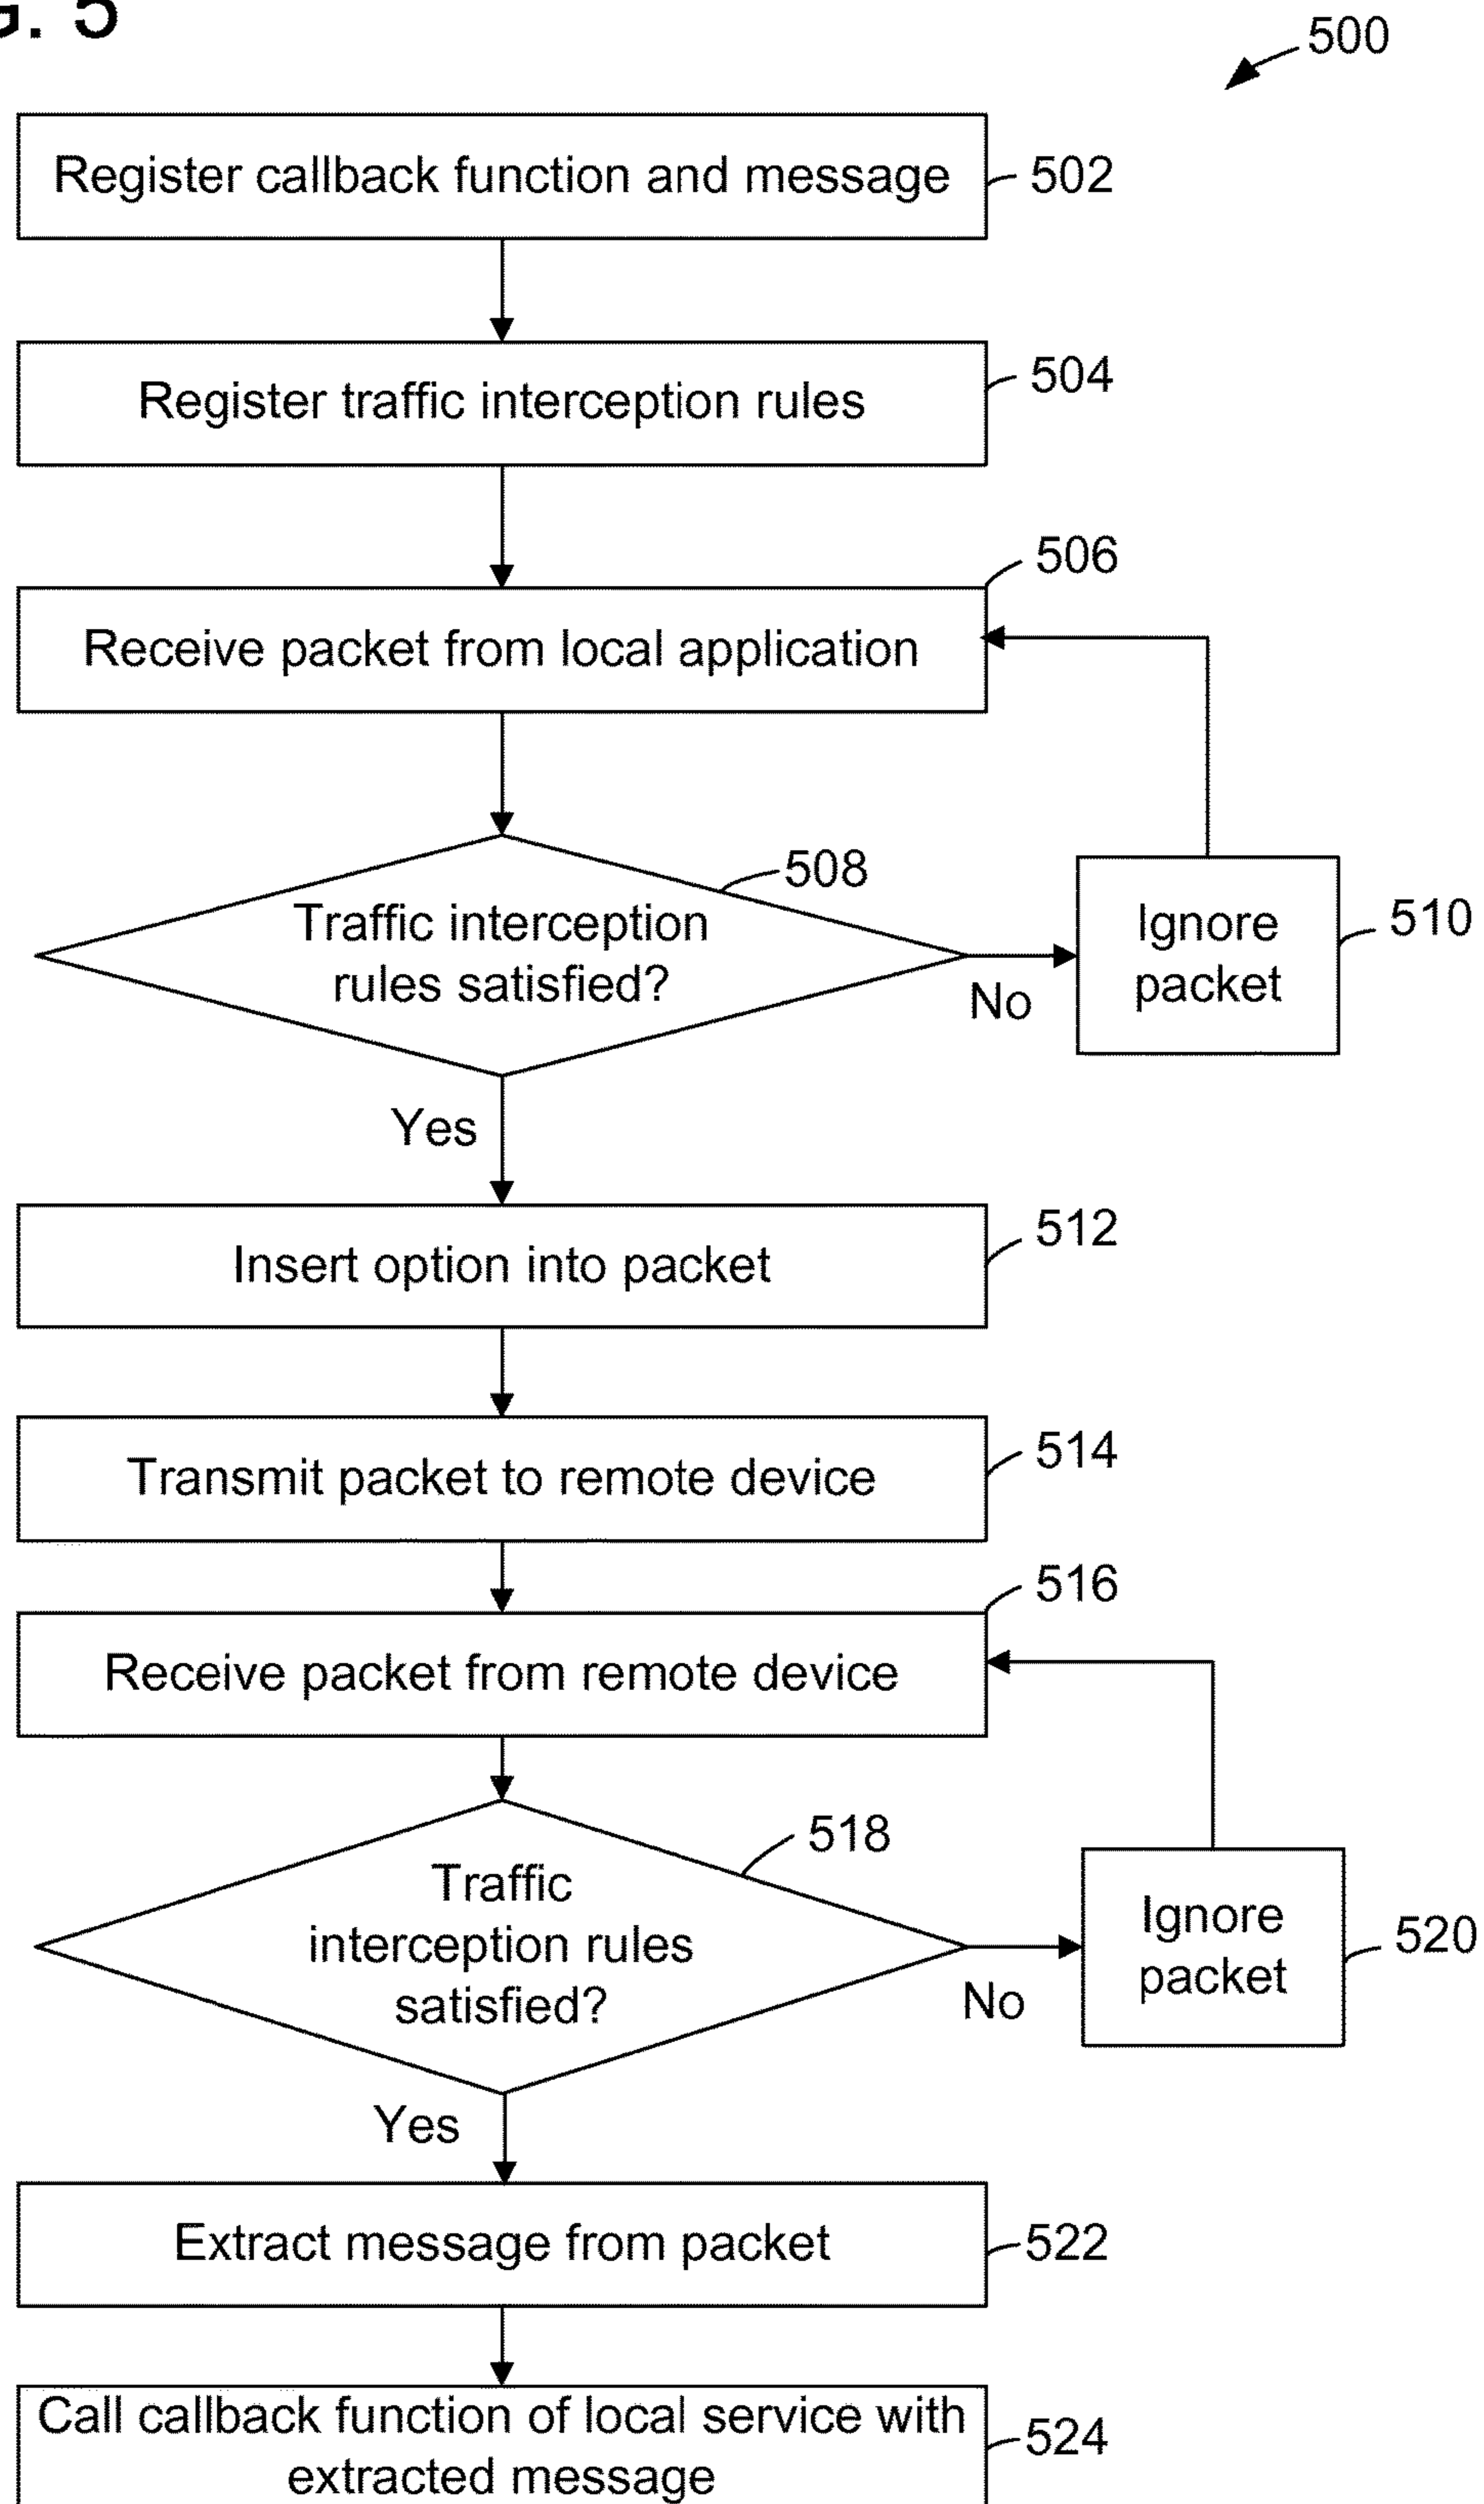 G. 5
500
Register callback function and message
502
Register traffic interception rules
504
506
Receive packet from local application
508
Traffic interception
rules satisfied?
No
Ignore
packet
510
Yes
Insert option into packet
512
Transmit packet to remote device
514
516
Receive packet from remote device
518
Traffic
interception rules
satisfied?
No
Ignore
packet
520
Yes
Extract message from packet
522
Call callback function of local service with
extracted message
524